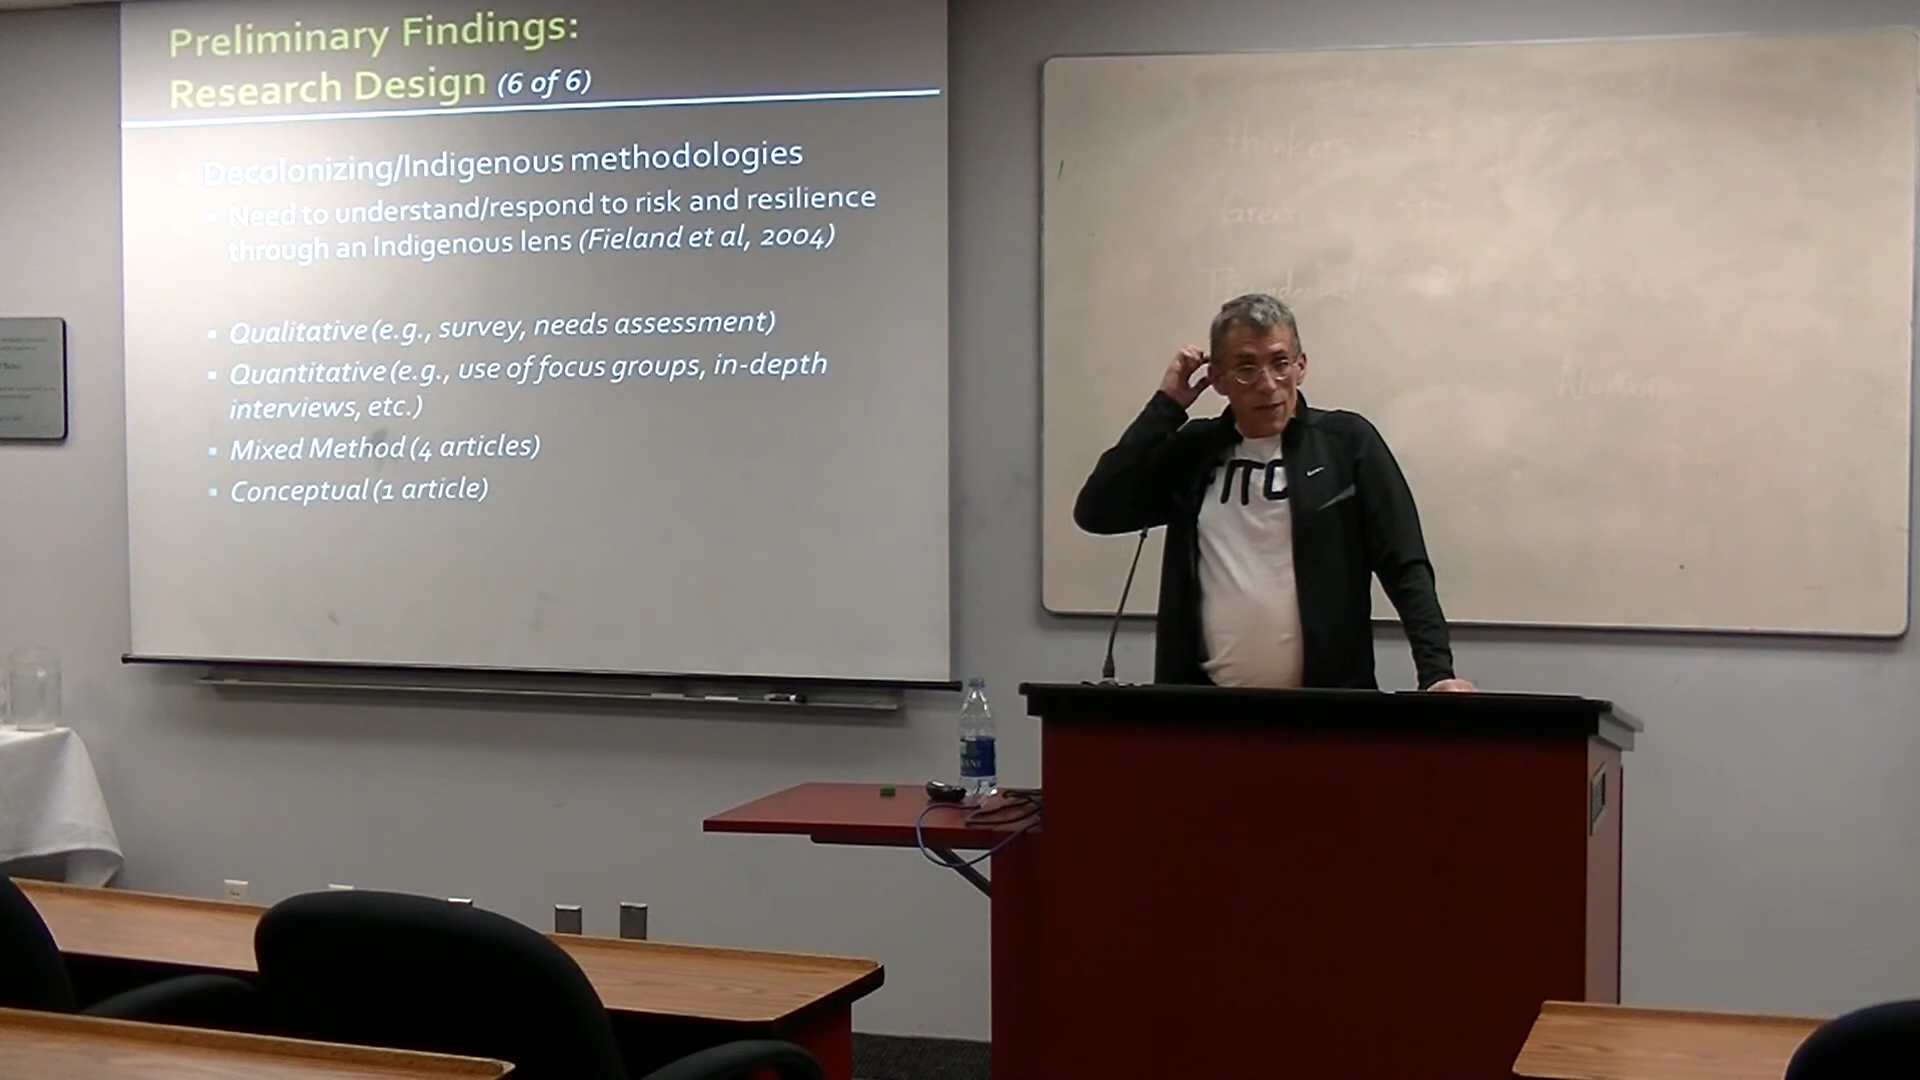 Preliminary Findings:
Research Design (6 of 6)
Decolonizing/Indigenous methodologies
Need to understand/respond to risk and resilience
through an Indigenous lens (Fieland et al, 2004)
Qualitative (e.g., survey, needs assessment)
Quantitative (e.g., use of focus groups, in-depth
interviews, etc.)
Mixed Method (4 articles)
Conceptual (1 article)
thinkers
Green